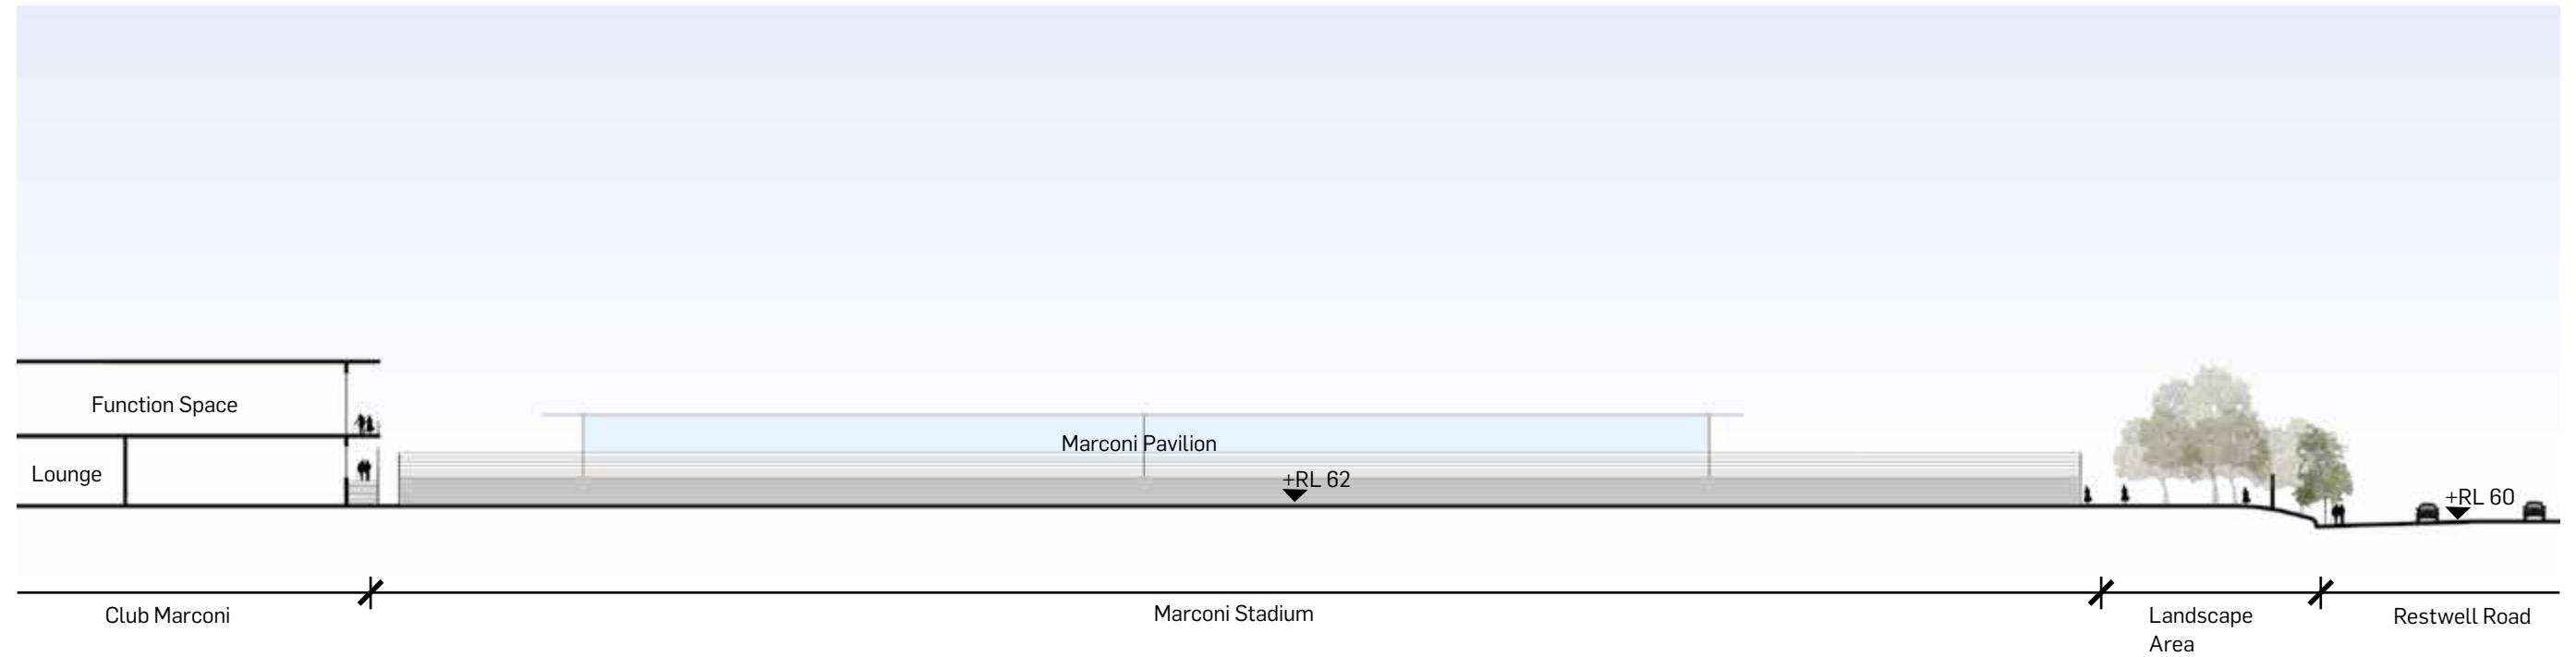 Function Space
Marconi Pavilion
Lounge
+RL 62
+RL 60
Club Marconi
Marconi Stadium
Landscape
Area
Restwell Road